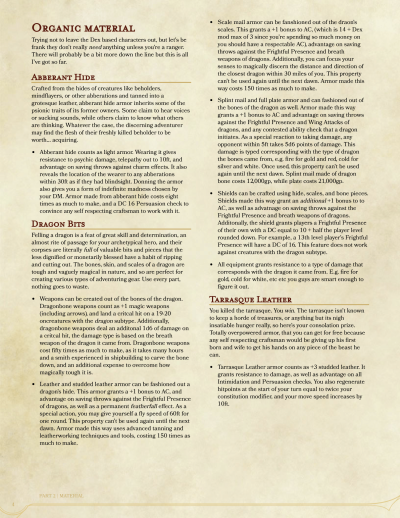 ORGANIC MATERIAL
Trying not to leave the Dex based characters out, but let's be
frank they don't really need anything unless you're a ranger.
There will probably be a bit more down the line but this is all
I've got so far.
ABBERANT HIDE
Crafted from the hides of creatures like beholders,
mindflayers, or other abberations and tanned into a
grotesque leather, abberant hide armor inherits some of the
psionic traits of its former owners. Some claim to hear voices
or sucking sounds, while others claim to know what others
are thinking. Whatever the case, the discerning adventurer
may find the flesh of their freshly killed beholder to be
worth... acquiring.
• Abberant hide counts as light armor. Wearing it gives
resistance to psychic damage, telepathy out to 10ft, and
advantage on saving throws against charm effects. It also
reveals the location of the wearer to any abberations
within 30ft as if they had blindsight. Donning the armor
also gives you a form of indefinite madness chosen by
your DM. Armor made from abberant hide costs eight
times as much to make, and a DC 16 Persuasion check to
convince any self respecting craftsman to work with it.
DRAGON BITS
Felling a dragon is a feat of great skill and determination, an
almost rite of passage for your archetypical hero, and their
corpses are literally full of valuable bits and pieces that the
less dignified or monetarily blessed have a habit of ripping
and cutting out. The bones, skin, and scales of a dragon are
tough and vaguely magical in nature, and so are perfect for
creating various types of adventuring gear. Use every part,
nothing goes to waste.
• Weapons can be created out of the bones of the dragon.
Dragonbone weapons count as +1 magic weapons
(including arrows), and land a critical hit on a 19-20
on creatures with the dragon subtype. Additionally,
dragonbone weapons deal an additional 1d6 of damage on
a critical hit, the damage type is based on the breath
weapon of the dragon it came from. Dragonbone weapons
cost fifty times as much to make, as it takes many hours
and a smith experienced in shipbuilding to carve the bone
down, and an additional expense to overcome how
magically tough it is.
• Leather and studded leather armor can be fashioned out a
dragon's hide. This armor grants a +1 bonus to AC, and
advantage on saving throws against the Frightful Presence
of dragons, as well as a permanent featherfall effect. As a
special action, you may give yourself a fly speed of 60ft for
one round. This property can't be used again until the next
dawn. Armor made this way uses advanced tanning and
leatherworking techniques and tools, costing 150 times as
much to make.
• Scale mail armor can be fanshioned out of the draon's
scales. This grants a +1 bonus to AC, (which is 14 + Dex
mod max of 3 since you're spending so much money on
you should have a respectable AC), advantage on saving
throws against the Frightful Presence and breath
weapons of dragons. Additionally, you can focus your
senses to magically discern the distance and direction of
the closest dragon within 30 miles of you. This property
can't be used again until the next dawn. Armor made this
way costs 150 times as much to make.
• Splint mail and full plate armor and can fashioned out of
the bones of the dragon as well Armor made this way
grants a +1 bonus to AC and advantage on saving throws
against the Frightful Presence and Wing Attacks of
dragons, and any contested ability check that a dragon
initiates. As a special reaction to taking damage, any
opponent within 5ft takes 5d6 points of damage. This
damage is typed corresponding with the type of dragon
the bones came from, e.g. fire for gold and red, cold for
silver and white. Once used, this property can't be used
again until the next dawn. Splint mail made of dragon
bone costs 12000gp, while plate costs 21,000gp.
• Shields can be crafted using hide, scales, and bone pieces.
Shields made this way grant an additional +1 bonus to
AC, as well as advantage on saving throws against the
Frightful Presence and breath weapons of dragons.
Additionally, the shield grants players a Frightful Presence
of their own with a DC equal to 10 + half the player level
rounded down. For example, a 13th level player's Frightful
Presence will have a DC of 16. This feature does not work
against creatures with the dragon subtype.
• All equipment grants resistance to a type of damage that
corresponds with the dragon it came from. E.g. fire for
gold, cold for white, etc etc you guys are smart enough to
figure it out.
TARRASQUE LEATHER
You killed the tarrasque. You win. The tarrasque isn't known
to keep a horde of treasures, or anything but its nigh
insatiable hunger really, so here's your consolation prize.
Totally overpowered armor, that you can get for free because
any self respecting craftsman would be giving up his first
born and wife to get his hands on any piece of the beast he
can.
• Tarrasque Leather armor counts as +3 studded leather. It
grants resistance to damage, as well as advantage on all
Intimidation and Persuasion checks. You also regenerate
hitpoints at the start of your turn equal to twice your
constitution modifier, and your move speed increases by
10ft.
PART 2 | MATERIAL